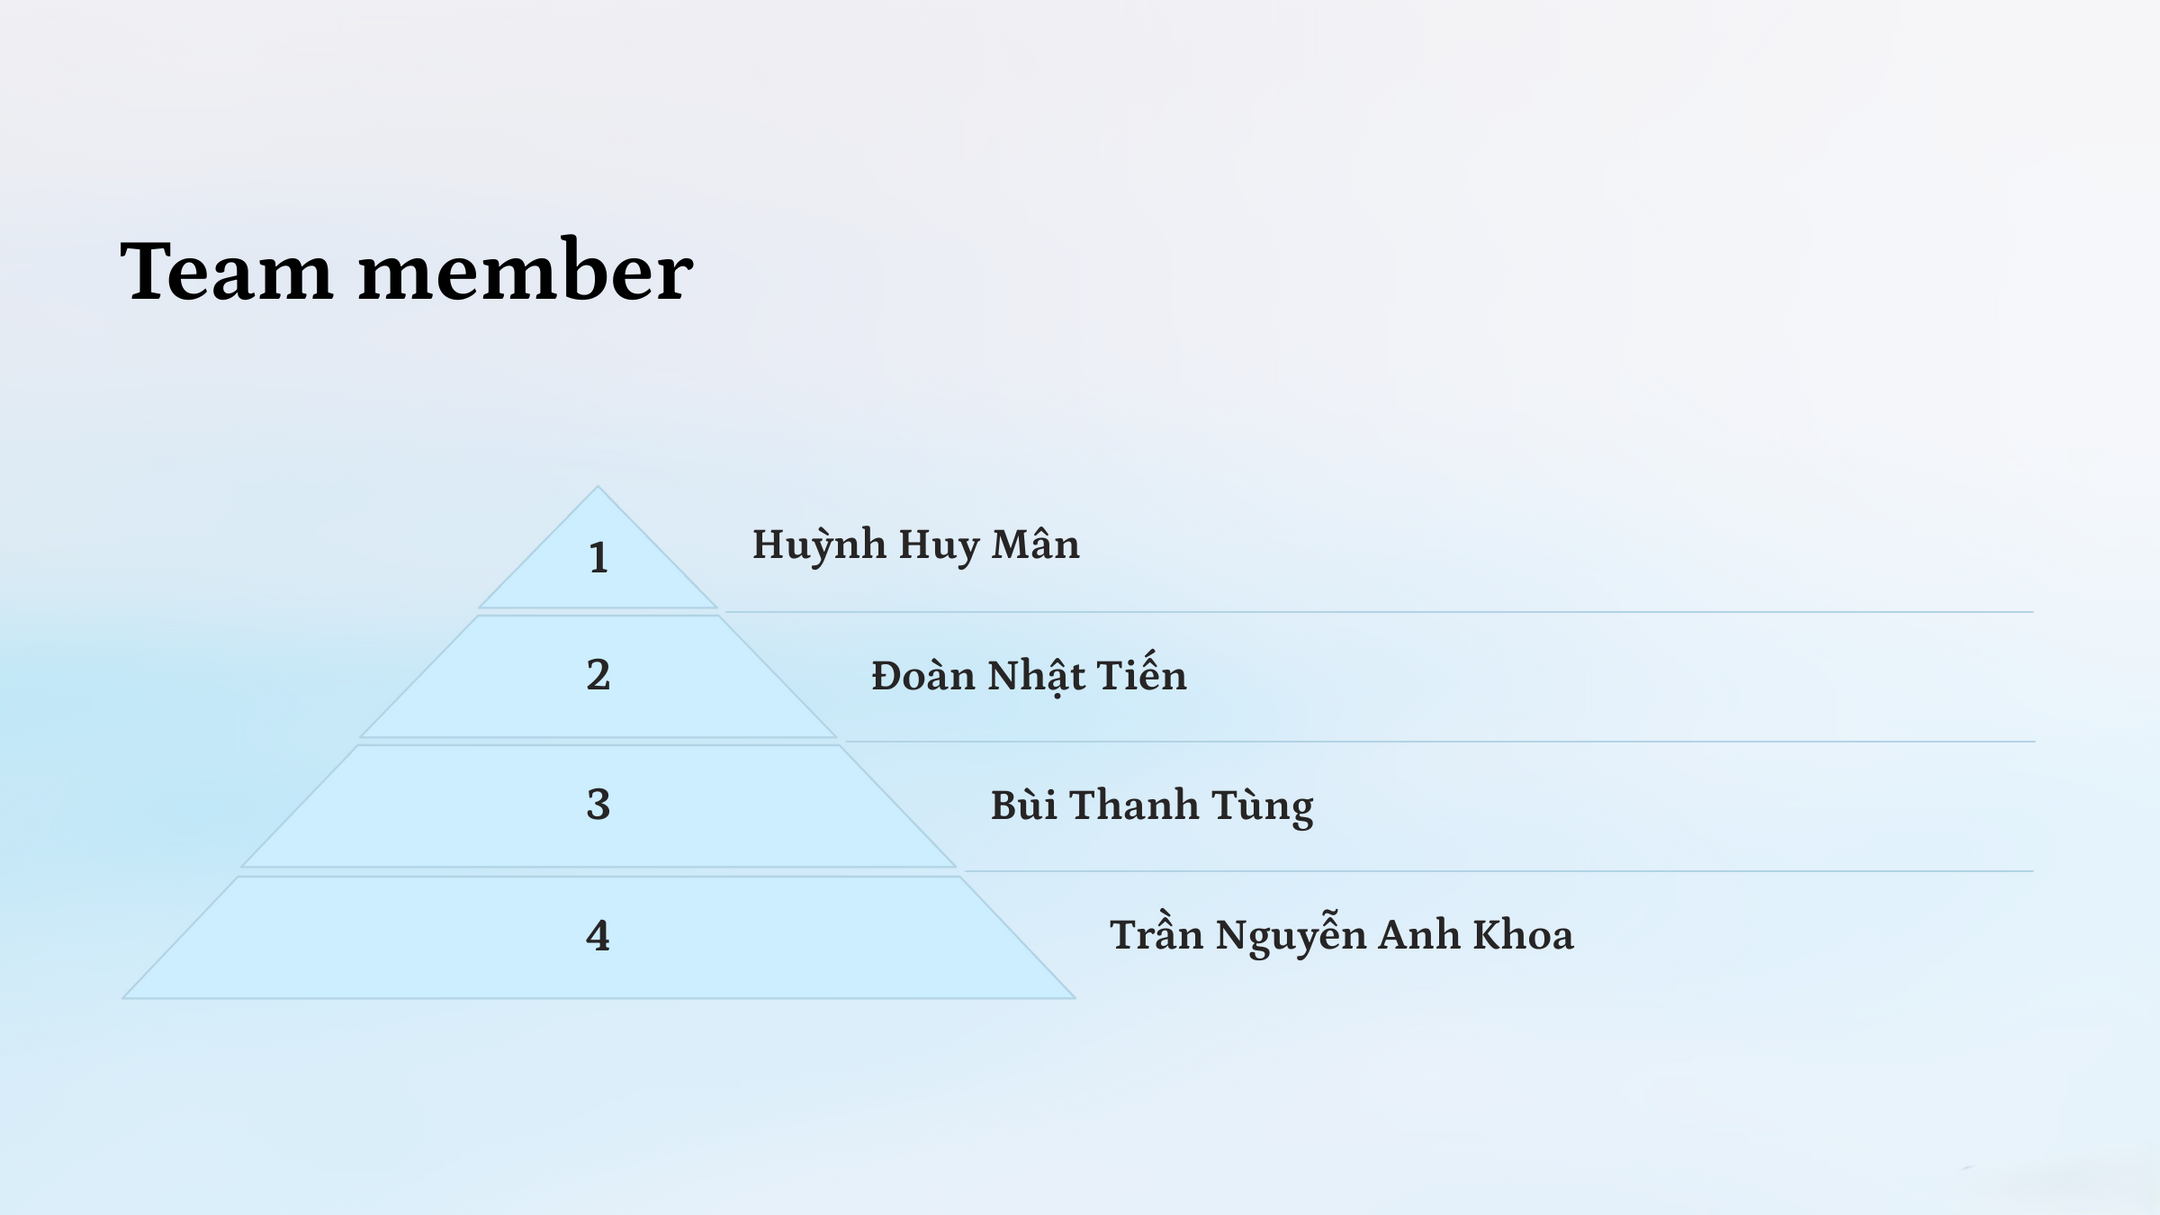 Team member
1
Huỳnh Huy Mân
2
Đoàn Nhật Tiến
3
Bùi Thanh Tùng
4
Trần Nguyễn Anh Khoa